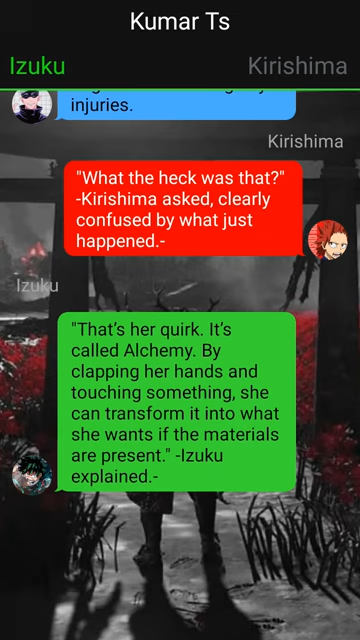 Kumar Ts
Izuku
Kirishima
injuries.
Kirishima
"What the heck was that?"
-Kirishima asked, clearly
confused by what just
happened.-
Izuku
"That's her quirk. It's
called Alchemy. By
clapping her hands and
touching something, she
can transform it into what
she wants if the materials
are present." -Izuku
explained.-